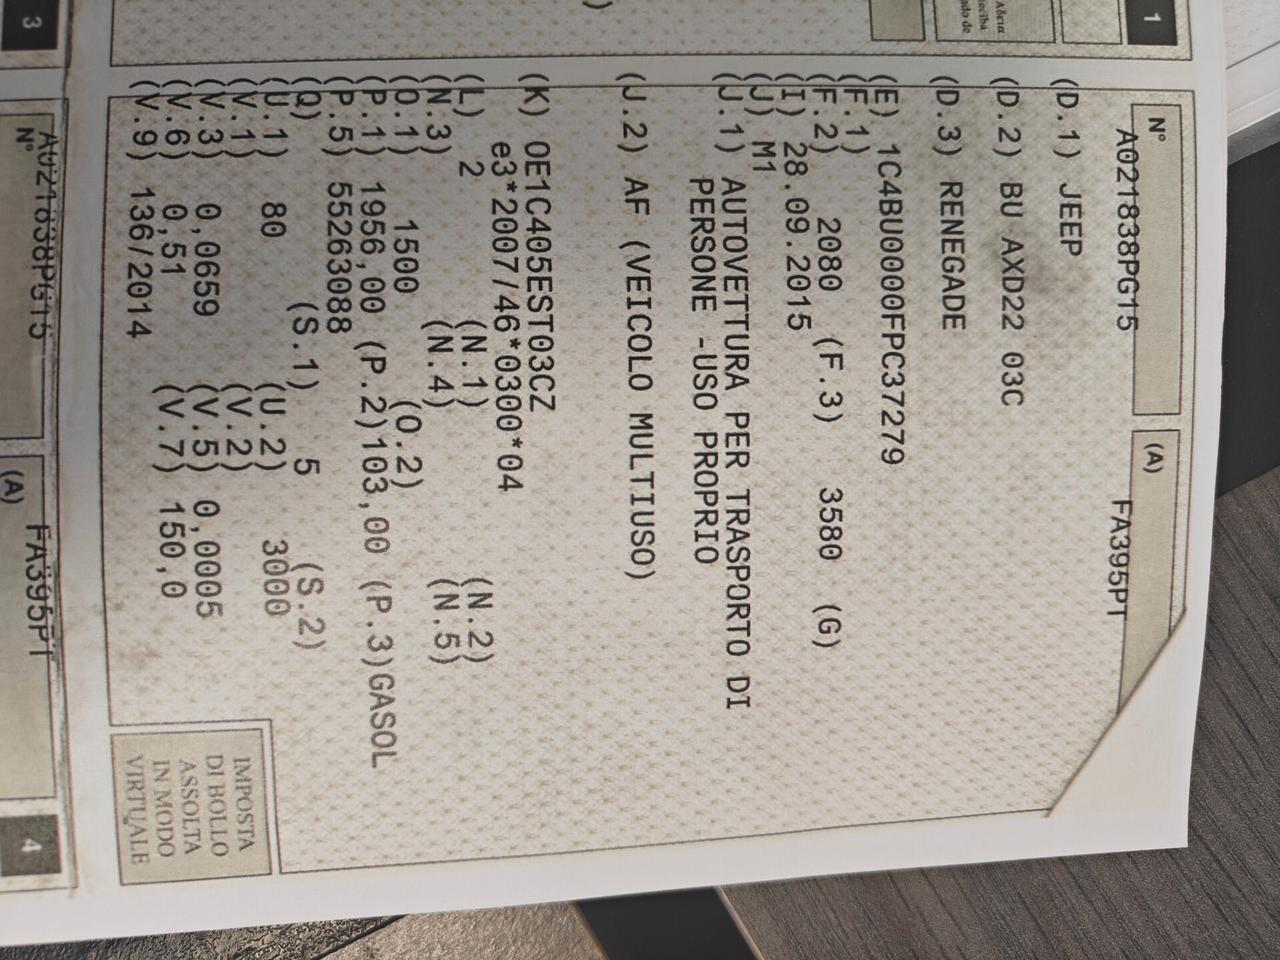 1
Nº A021838PG15 (A) FA395PT
(D.1) JEEP
(D.2) BU AXD22 03C
(D.3) RENEGADE
(E) 1C4BU0000FPC37279
(F.1)
(F.2) 2080 (F.3) 3580 (G)
(I) 28.09.2015
(J) M1
(J.1) AUTOVETTURA PER TRASPORTO DI
PERSONE -USO PROPRIO
(J.2) AF (VEICOLO MULTIUSO)
(K) OE1C405EST03CZ
e3*2007/46*0300*04
(L) 2 (N.1) (N.2)
(N.3) (N.4) (N.5)
(O.1) 1500 (O.2)
(P.1) 1956,00 (P.2)103,00 (P.3)GASOL
(P.5) 55263088
(Q) (S.1) 5 (S.2)
(U.1) 80 (U.2) 3000
(V.1) (V.2)
(V.3) 0,0659 (V.5) 0,0005
(V.6) 0,51 (V.7) 150,0
(V.9) 136/2014
IMPOSTA
DI BOLLO
ASSOLTA
IN MODO
VIRTUALE
3
Nº A021838PG15 (A) FA395PT
4